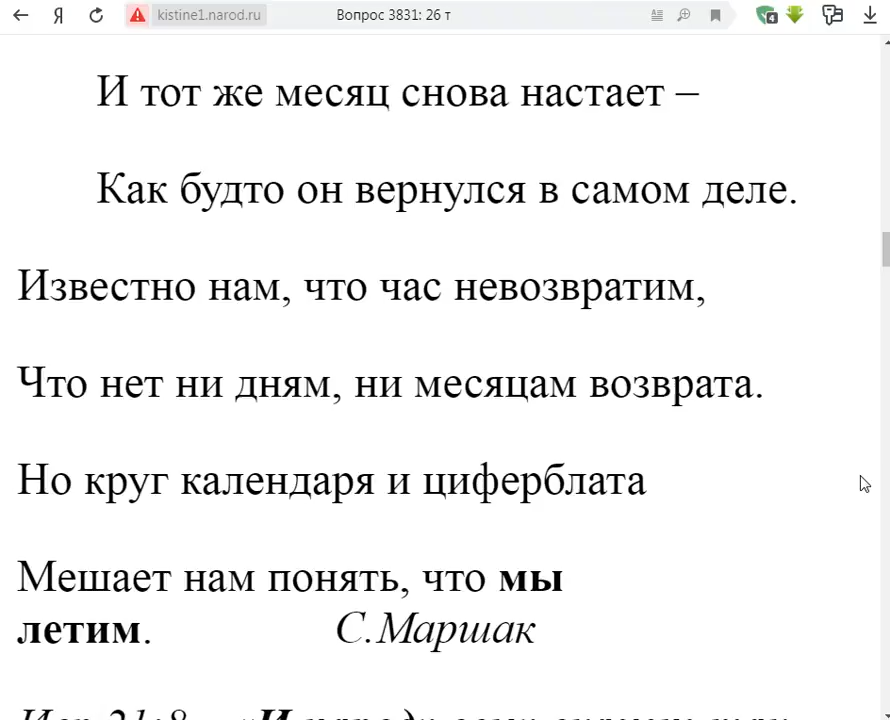 Я kistine1.narod.ru Вопрос 3831: 26 т 4
И тот же месяц снова настает –
Как будто он вернулся в самом деле.
Известно нам, что час невозвратим,
Что нет ни дням, ни месяцам возврата.
Но круг календаря и циферблата
Мешает нам понять, что мы
летим. С.Маршак